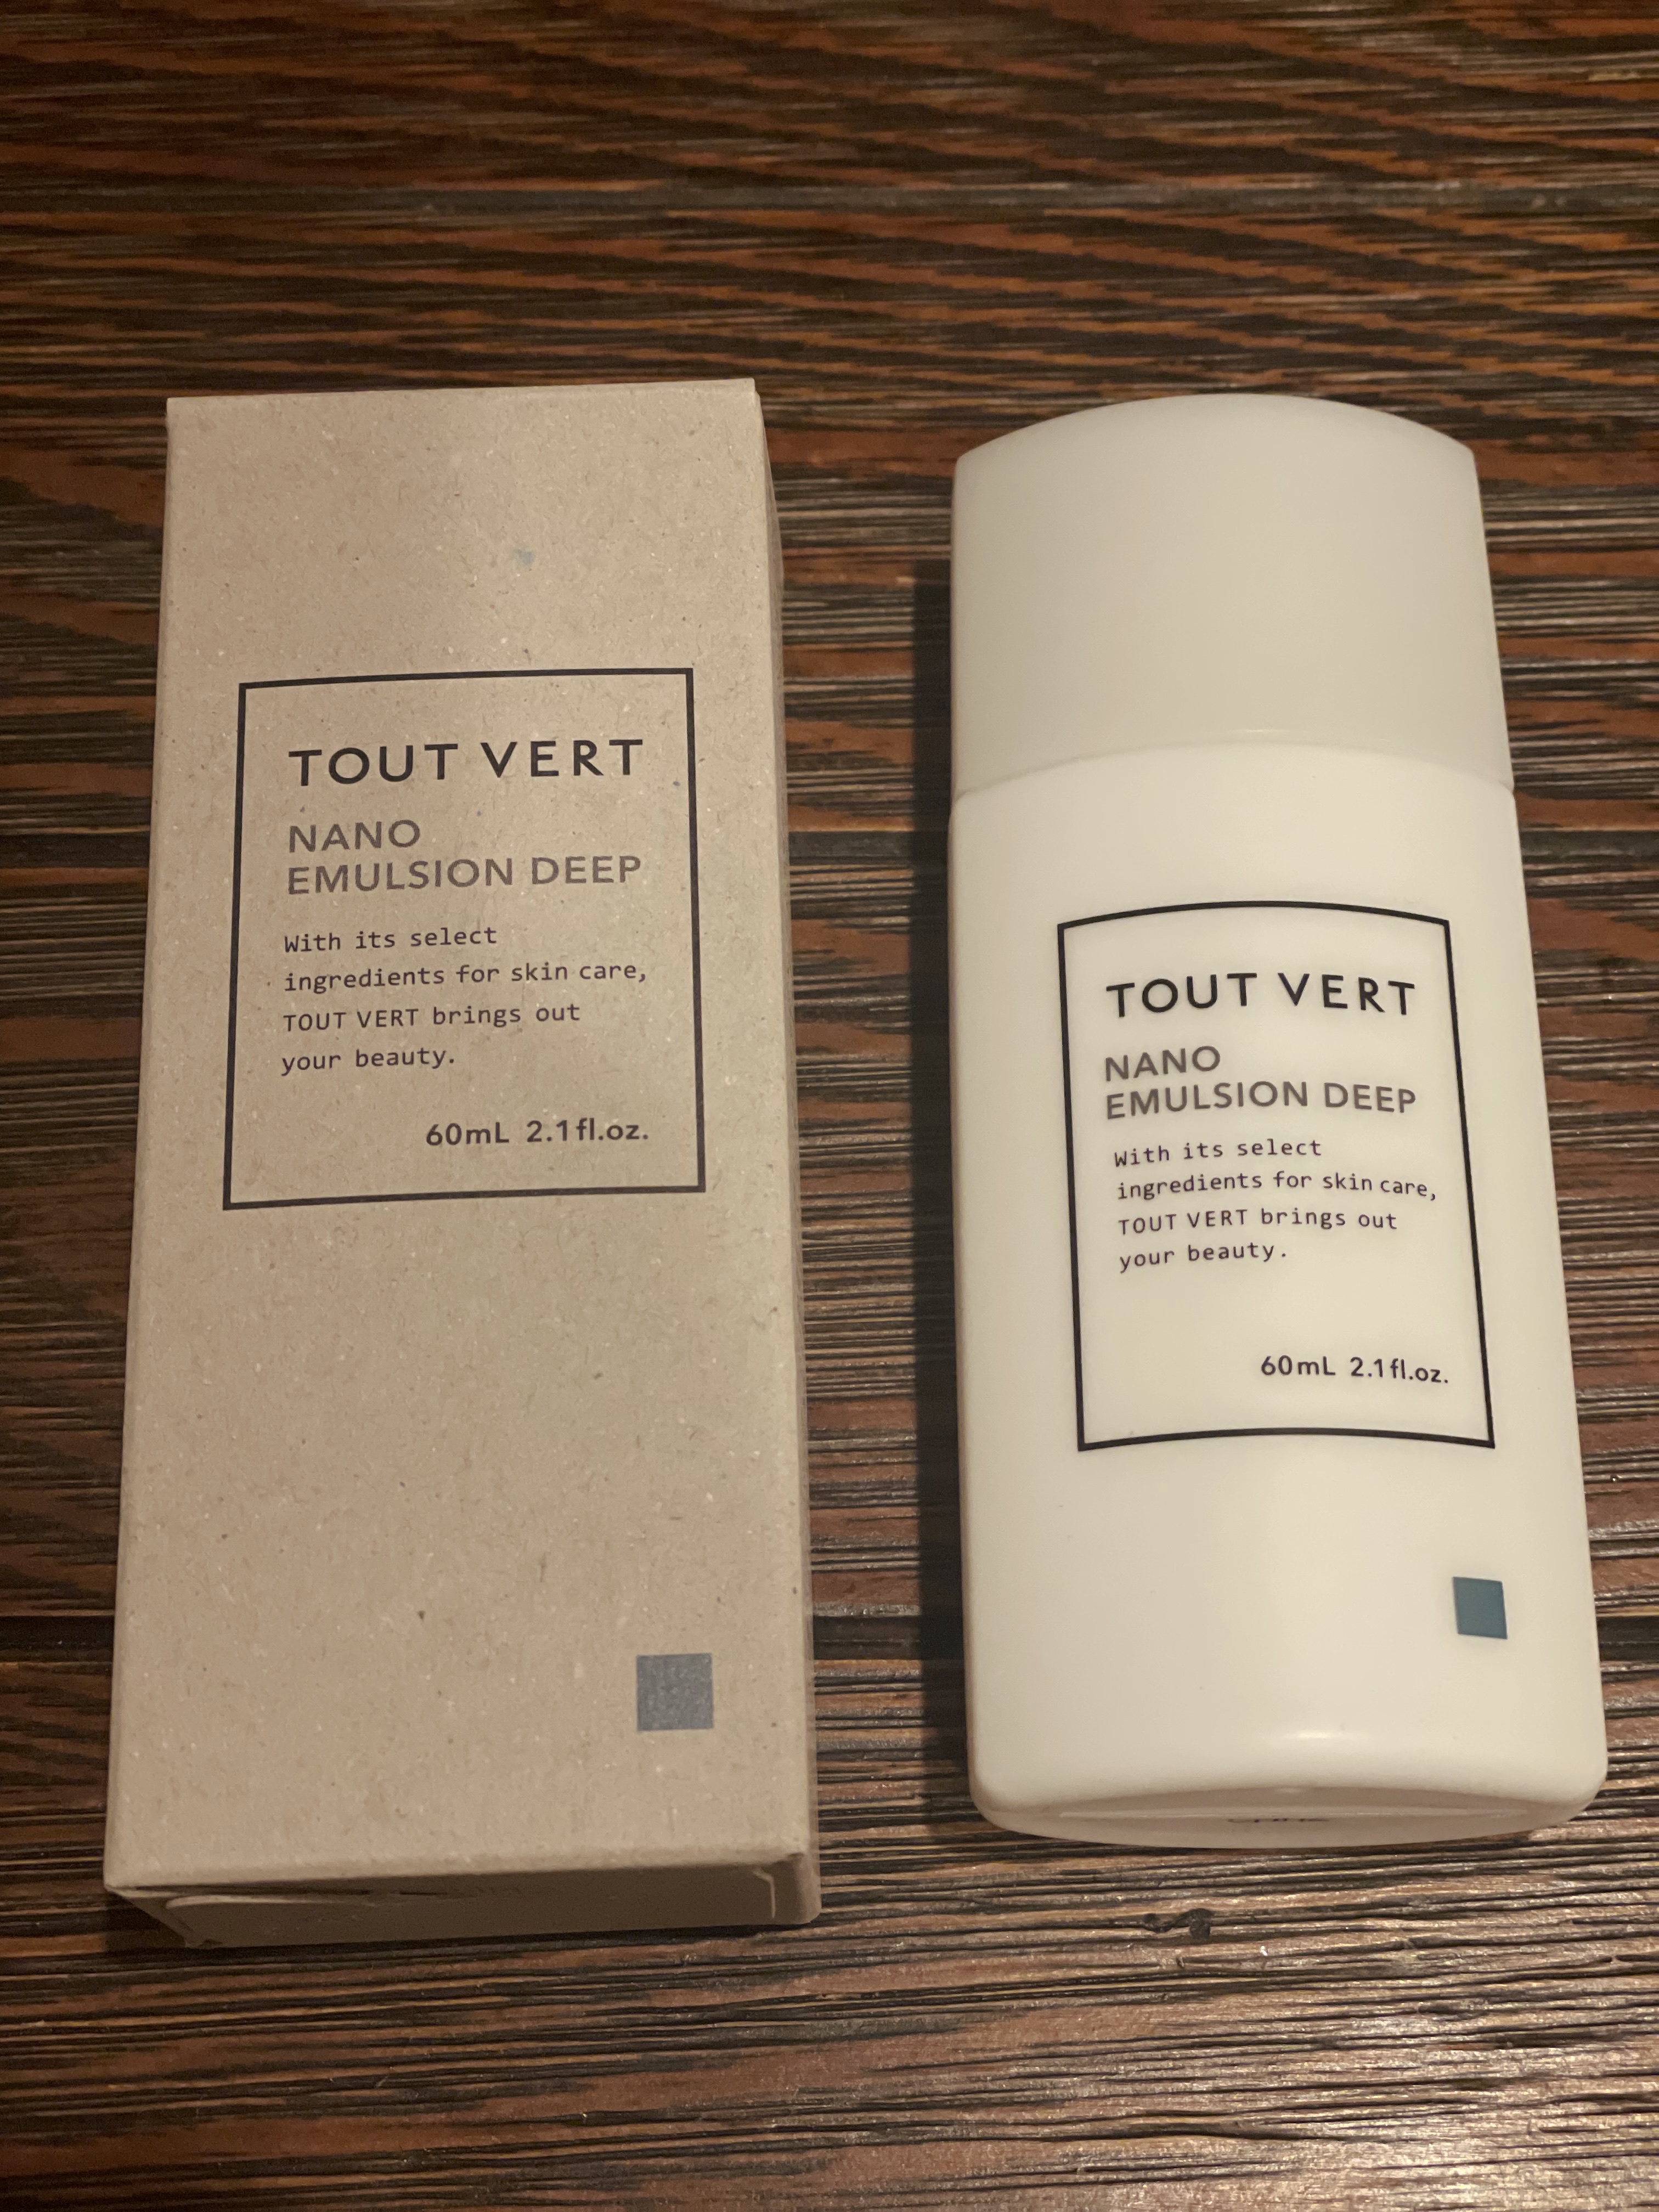 TOUT VERT
NANO
EMULSION DEEP
With its select
ingredients for skin care,
TOUT VERT brings out
your beauty.
60mL 2.1fl.oz.
TOUT VERT
NANO
EMULSION DEEP
With its select
ingredients for skin care,
TOUT VERT brings out
your beauty.
60mL 2.1fl.oz.